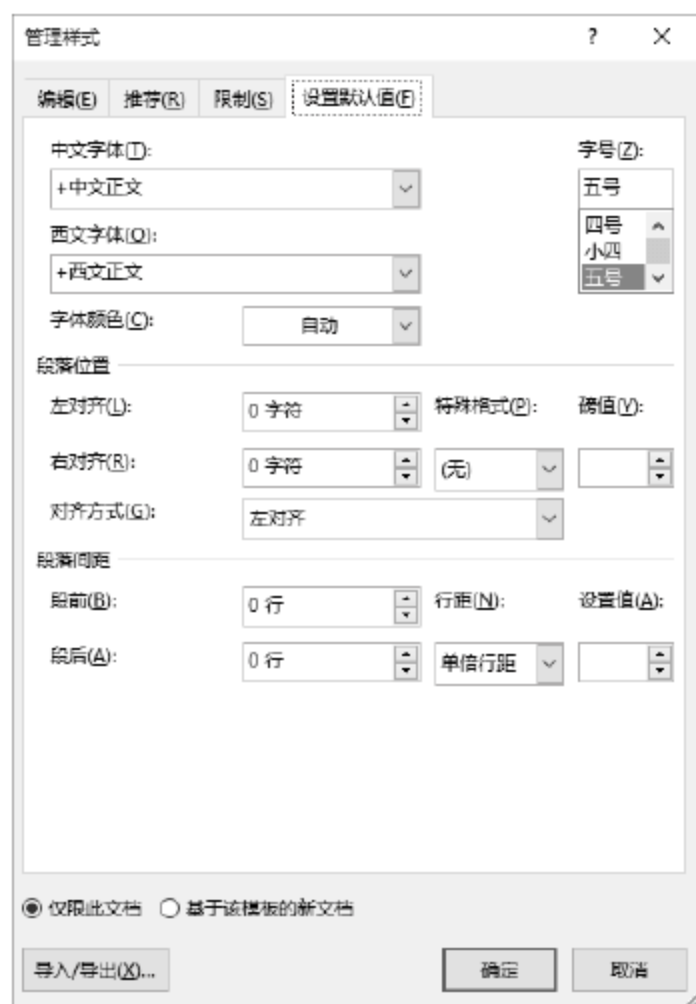 管理样式 ? ×
编辑(E) 推荐(R) 限制(S) 设置默认值(F)
中文字体(T): 字号(Z):
+中文正文 五号
四号
西文字体(O): 小四
+西文正文 五号
字体颜色(C): 自动
段落位置
左对齐(L): 0 字符 特殊格式(P): 磅值(Y):
右对齐(R): 0 字符 (无)
对齐方式(G): 左对齐
段落间距
段前(B): 0 行 行距(N): 设置值(A):
段后(A): 0 行 单倍行距
仅限此文档 基于该模板的新文档
导入/导出(X)... 确定 取消